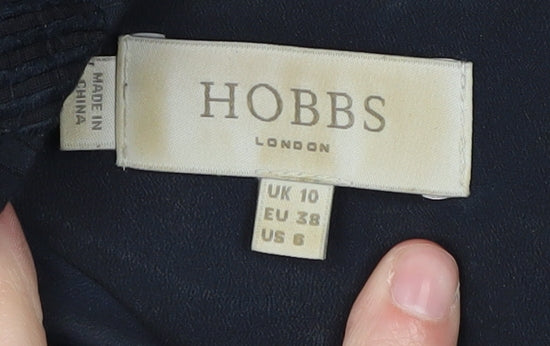 HOBBS
LONDON
MADE IN
CHINA
UK 10
EU 38
US 6